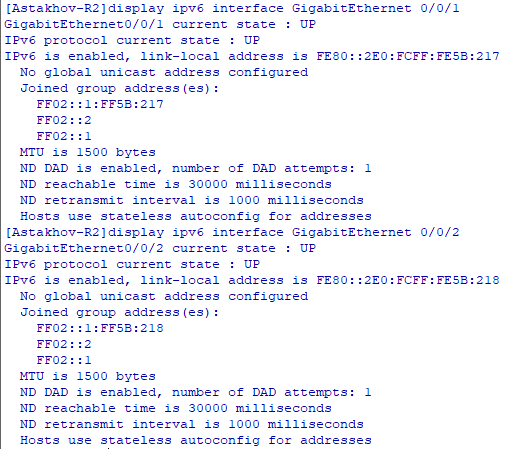 [Astakhov-R2]display ipv6 interface GigabitEthernet 0/0/1
GigabitEthernet0/0/1 current state : UP
IPv6 protocol current state : UP
IPv6 is enabled, link-local address is FE80::2E0:FCFF:FE5B:217
  No global unicast address configured
  Joined group address(es):
    FF02::1:FF5B:217
    FF02::2
    FF02::1
  MTU is 1500 bytes
  ND DAD is enabled, number of DAD attempts: 1
  ND reachable time is 30000 milliseconds
  ND retransmit interval is 1000 milliseconds
  Hosts use stateless autoconfig for addresses
[Astakhov-R2]display ipv6 interface GigabitEthernet 0/0/2
GigabitEthernet0/0/2 current state : UP
IPv6 protocol current state : UP
IPv6 is enabled, link-local address is FE80::2E0:FCFF:FE5B:218
  No global unicast address configured
  Joined group address(es):
    FF02::1:FF5B:218
    FF02::2
    FF02::1
  MTU is 1500 bytes
  ND DAD is enabled, number of DAD attempts: 1
  ND reachable time is 30000 milliseconds
  ND retransmit interval is 1000 milliseconds
  Hosts use stateless autoconfig for addresses